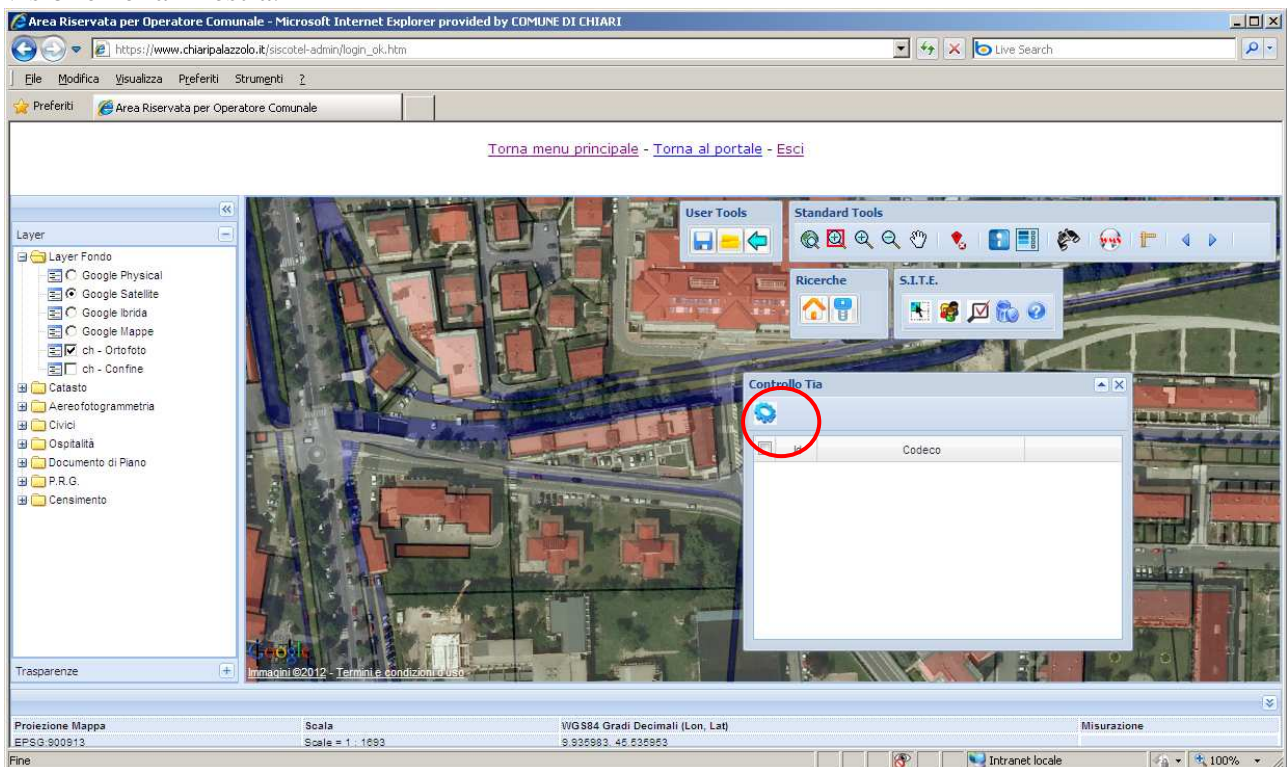 Area Riservata per Operatore Comunale - Microsoft Internet Explorer provided by COMUNE DI CHIARI
https://www.chiaripalazzolo.it/siscotel-admin/login_ok.htm
Live Search
File Modifica Visualizza Preferiti Strumenti ?
Preferiti Area Riservata per Operatore Comunale
Torna menu principale - Torna al portale - Esci
User Tools
Standard Tools
Layer
Layer Fondo
Google Physical
Google Satellite
Google Ibrida
Google Mappe
ch - Ortofoto
ch - Confine
Catasto
Aereofotogrammetria
Civici
Ospitalità
Documento di Piano
P.R.G.
Censimento
Ricerche
S.I.T.E.
Controllo Tia
Id
Codeco
Google
Immagini ©2012 - Termini e condizioni d'uso
Trasparenze
Proiezione Mappa Scala WGS84 Gradi Decimali (Lon, Lat) Misurazione
EPSG:900913 Scale = 1 : 1693 9.935983, 45.535953
Fine Intranet locale 100%